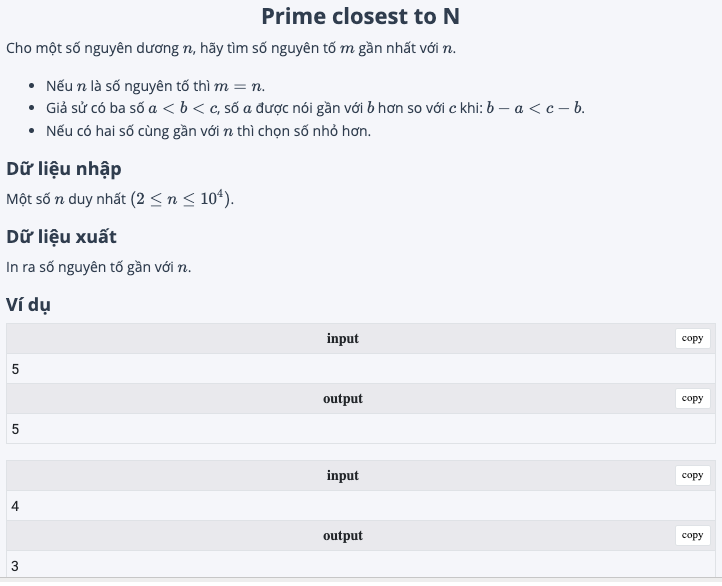 Prime closest to N
Cho một số nguyên dương n, hãy tìm số nguyên tố m gần nhất với n.
• Nếu n là số nguyên tố thì m = n.
• Giả sử có ba số a < b < c, số a được nói gần với b hơn so với c khi: b − a < c − b.
• Nếu có hai số cùng gần với n thì chọn số nhỏ hơn.
Dữ liệu nhập
Một số n duy nhất (2 ≤ n ≤ 10⁴).
Dữ liệu xuất
In ra số nguyên tố gần với n.
Ví dụ
input copy
5
output copy
5
input copy
4
output copy
3